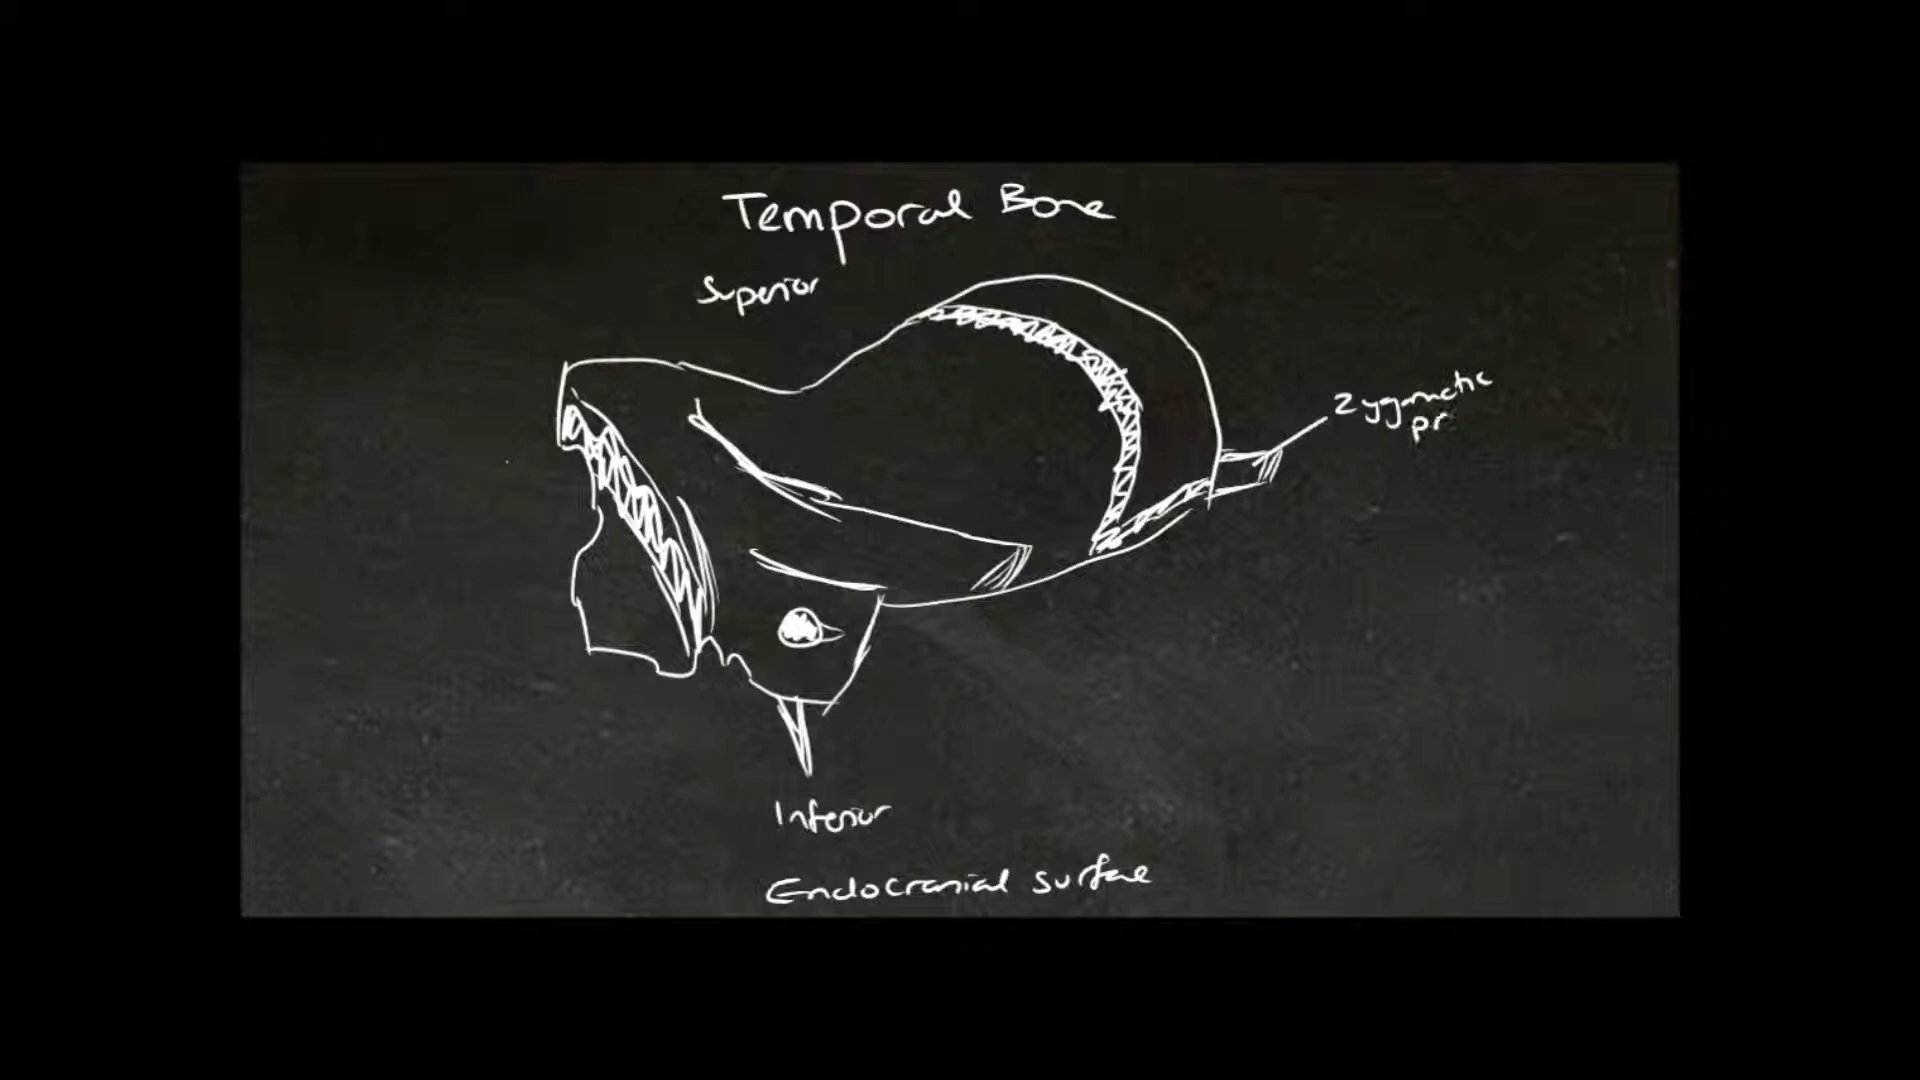 Temporal Bone
Superior
Zygomatic
pr
Inferior
Endocranial surface